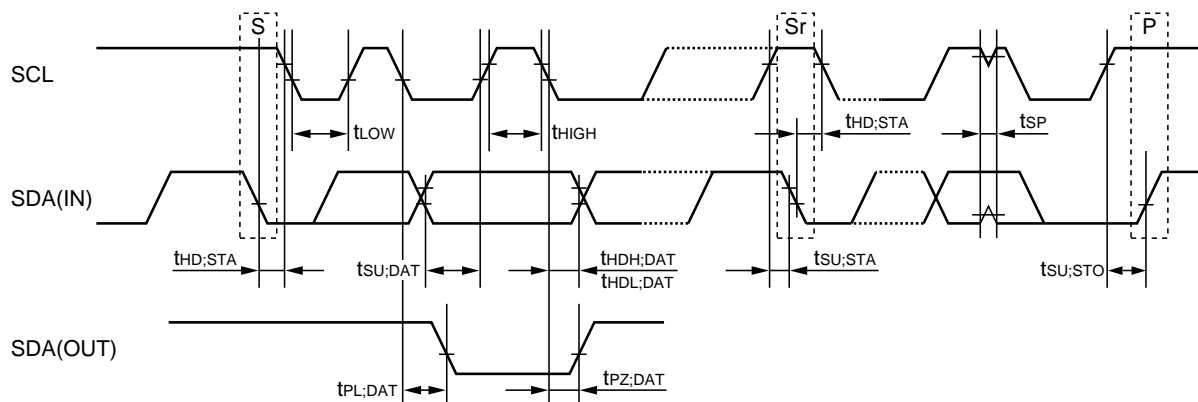 S Sr P
SCL
tLOW tHIGH tHD;STA tSP
SDA(IN)
tHD;STA tSU;DAT tHDH;DAT tSU;STA tSU;STO
tHDL;DAT
SDA(OUT)
tPL;DAT tPZ;DAT